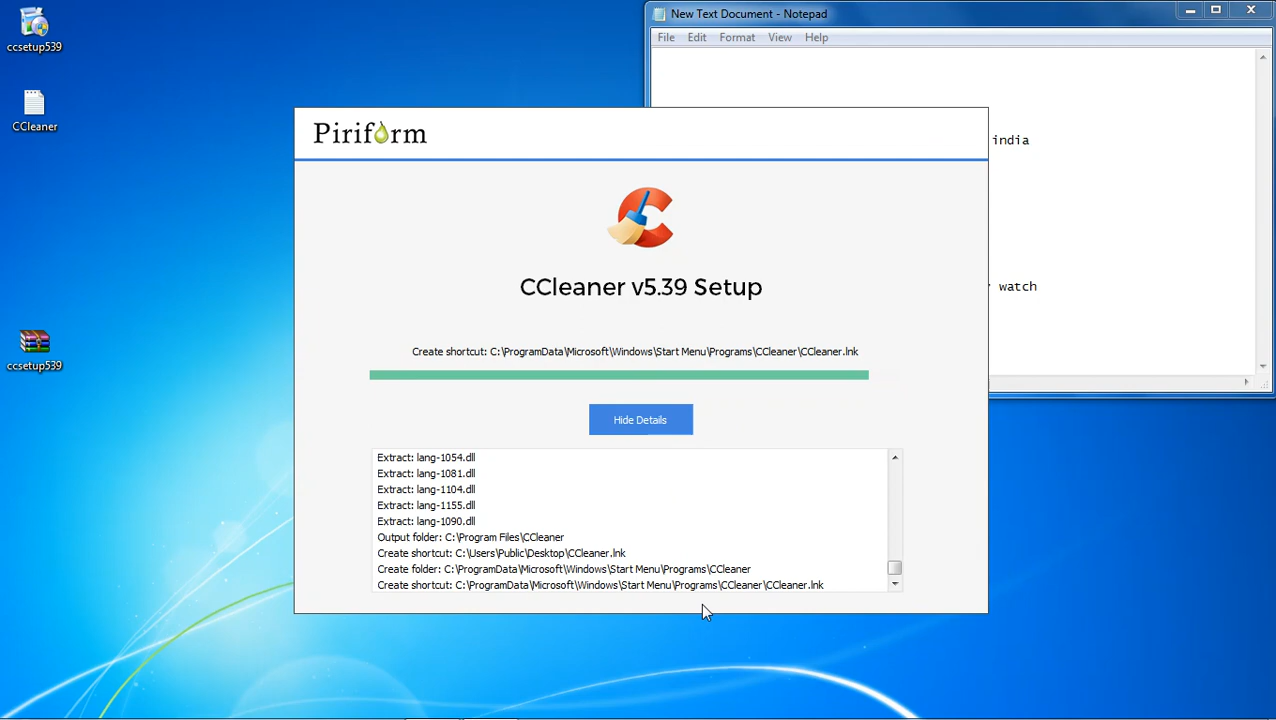 ccsetup539
CCleaner
ccsetup539
New Text Document - Notepad
File Edit Format View Help
india
watch
Piriform
CCleaner v5.39 Setup
Create shortcut: C:\ProgramData\Microsoft\Windows\Start Menu\Programs\CCleaner\CCleaner.lnk
Hide Details
Extract: lang-1054.dll
Extract: lang-1081.dll
Extract: lang-1104.dll
Extract: lang-1155.dll
Extract: lang-1090.dll
Output folder: C:\Program Files\CCleaner
Create shortcut: C:\Users\Public\Desktop\CCleaner.lnk
Create folder: C:\ProgramData\Microsoft\Windows\Start Menu\Programs\CCleaner
Create shortcut: C:\ProgramData\Microsoft\Windows\Start Menu\Programs\CCleaner\CCleaner.lnk